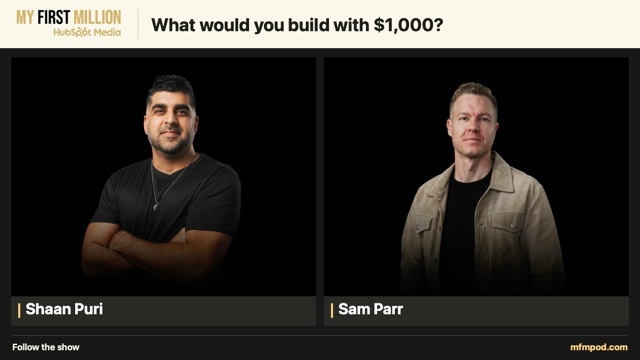 MY FIRST MILLION
HubSpot Media
What would you build with $1,000?
Shaan Puri
Sam Parr
Follow the show
mfmpod.com